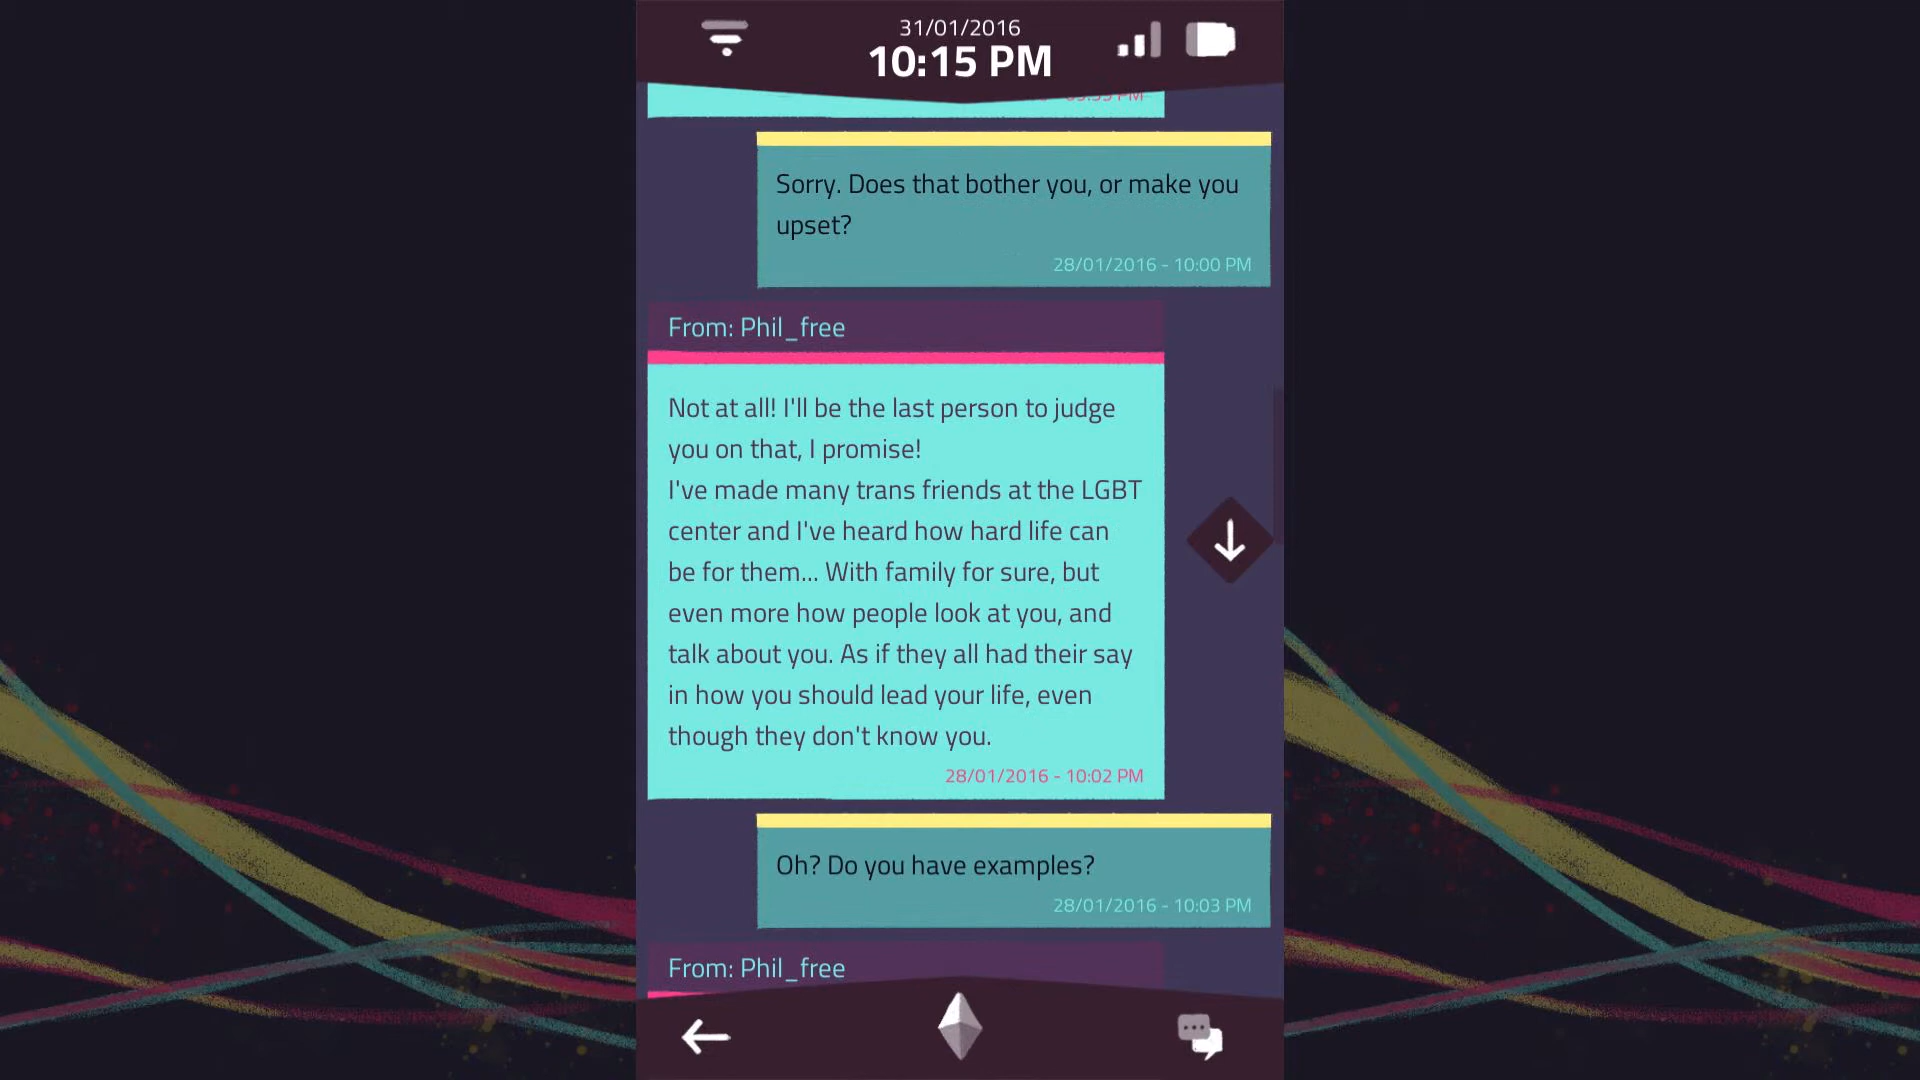 31/01/2016
10:15 PM
Sorry. Does that bother you, or make you
upset?
28/01/2016 - 10:00 PM
From: Phil_free
Not at all! I'll be the last person to judge
you on that, I promise!
I've made many trans friends at the LGBT
center and I've heard how hard life can
be for them... With family for sure, but
even more how people look at you, and
talk about you. As if they all had their say
in how you should lead your life, even
though they don't know you.
28/01/2016 - 10:02 PM
Oh? Do you have examples?
28/01/2016 - 10:03 PM
From: Phil_free